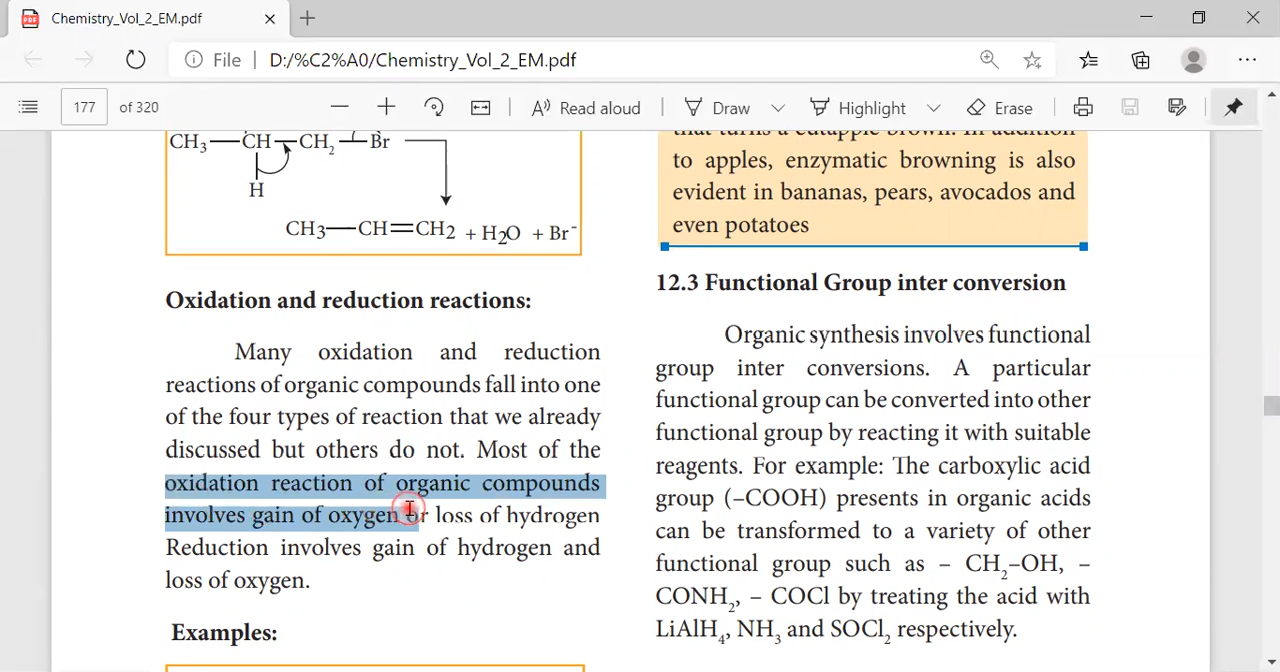 Chemistry_Vol_2_EM.pdf
File D:/%C2%A0/Chemistry_Vol_2_EM.pdf
177 of 320 Read aloud Draw Highlight Erase
CH3—CH—CH2—Br
H
CH3—CH=CH2 + H2O + Br-
Oxidation and reduction reactions:
Many oxidation and reduction
reactions of organic compounds fall into one
of the four types of reaction that we already
discussed but others do not. Most of the
oxidation reaction of organic compounds
involves gain of oxygen or loss of hydrogen
Reduction involves gain of hydrogen and
loss of oxygen.
Examples:
that turns a cutapple brown. In addition
to apples, enzymatic browning is also
evident in bananas, pears, avocados and
even potatoes
12.3 Functional Group inter conversion
Organic synthesis involves functional
group inter conversions. A particular
functional group can be converted into other
functional group by reacting it with suitable
reagents. For example: The carboxylic acid
group (–COOH) presents in organic acids
can be transformed to a variety of other
functional group such as – CH2–OH, –
CONH2, – COCl by treating the acid with
LiAlH4, NH3 and SOCl2 respectively.